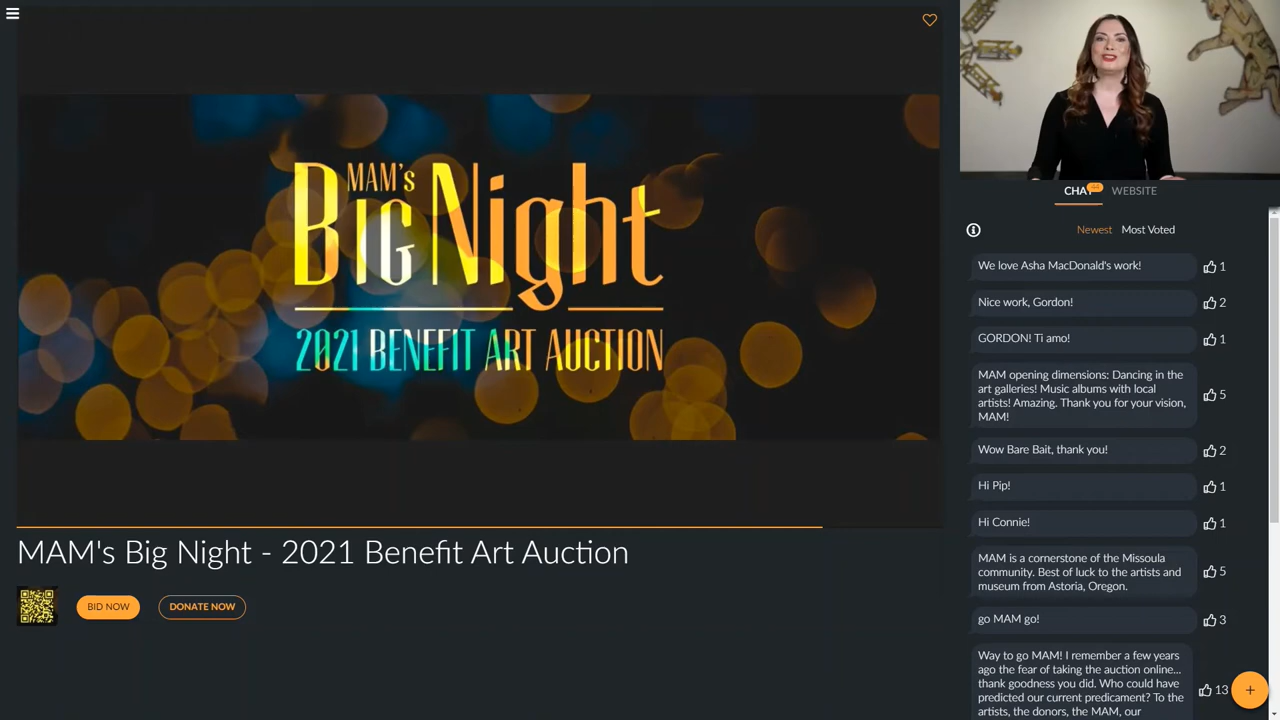 MAM's
Big Night
2021 BENEFIT ART AUCTION
MAM's Big Night - 2021 Benefit Art Auction
BID NOW
DONATE NOW
CHAT
WEBSITE
Newest
Most Voted
We love Asha MacDonald's work!
1
Nice work, Gordon!
2
GORDON! Ti amo!
1
MAM opening dimensions: Dancing in the
art galleries! Music albums with local
artists! Amazing. Thank you for your vision,
MAM!
5
Wow Bare Bait, thank you!
2
Hi Pip!
1
Hi Connie!
1
MAM is a cornerstone of the Missoula
community. Best of luck to the artists and
museum from Astoria, Oregon.
5
go MAM go!
3
Way to go MAM! I remember a few years
ago the fear of taking the auction online...
thank goodness you did. Who could have
predicted our current predicament? To the
artists, the donors, the MAM, our
13